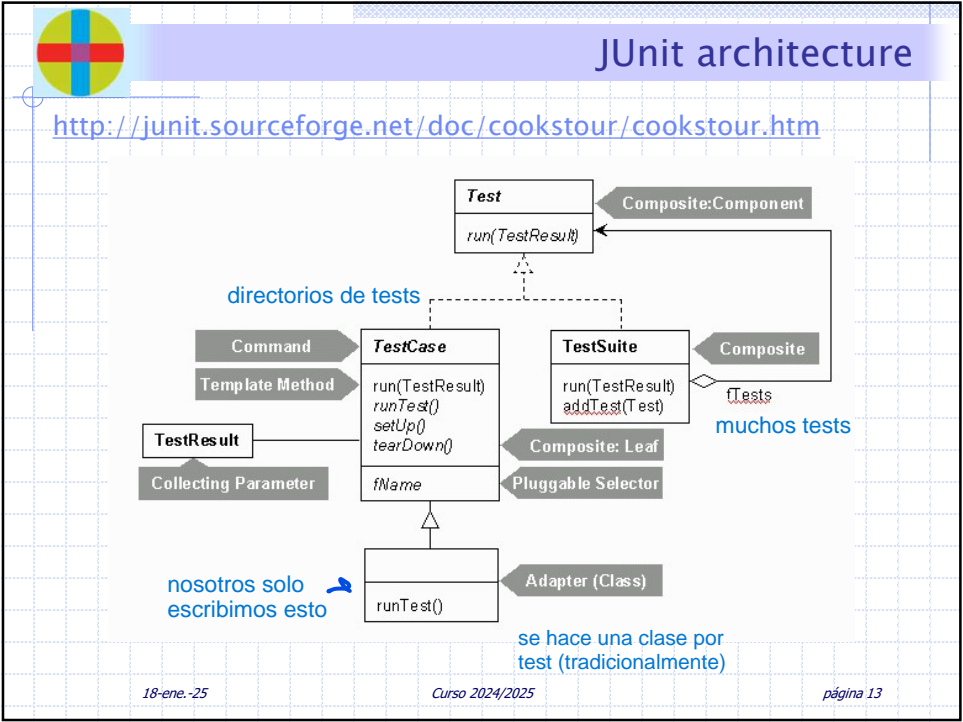 JUnit architecture
http://junit.sourceforge.net/doc/cookstour/cookstour.htm
Test
run(TestResult)
Composite:Component
directorios de tests
Command
Template Method
TestCase
run(TestResult)
runTest()
setUp()
tearDown()
fName
TestSuite
run(TestResult)
addTest(Test)
Composite
fTests
muchos tests
TestResult
Collecting Parameter
Composite: Leaf
Pluggable Selector
nosotros solo
escribimos esto
runTest()
Adapter (Class)
se hace una clase por
test (tradicionalmente)
18-ene.-25
Curso 2024/2025
página 13